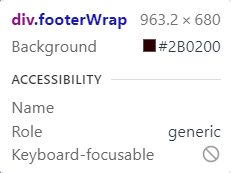 div.footerWrap 963.2 × 680
Background #2B0200
ACCESSIBILITY
Name
Role generic
Keyboard-focusable